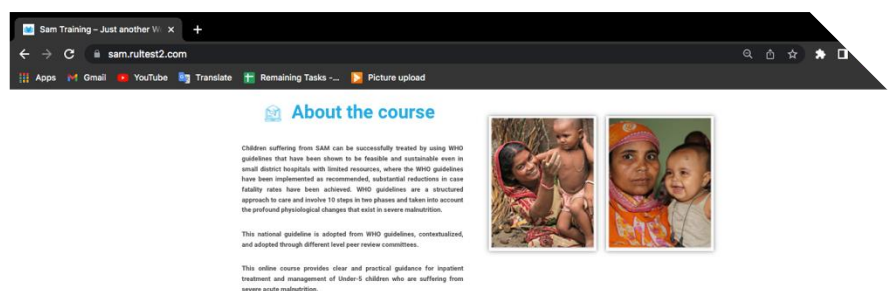 Sam Training – Just another W
sam.rultest2.com
Apps Gmail YouTube Translate Remaining Tasks -... Picture upload
About the course
Children suffering from SAM can be successfully treated by using WHO
guidelines that have been shown to be feasible and sustainable even in
small district hospitals with limited resources, where the WHO guidelines
have been implemented as recommended, substantial reductions in case
fatality rates have been achieved. WHO guidelines are a structured
approach to care and involve 10 steps in two phases and taken into account
the profound physiological changes that exist in severe malnutrition.
This national guideline is adopted from WHO guidelines, contextualized,
and adopted through different level peer review committees.
This online course provides clear and practical guidance for inpatient
treatment and management of Under-5 children who are suffering from
severe acute malnutrition.